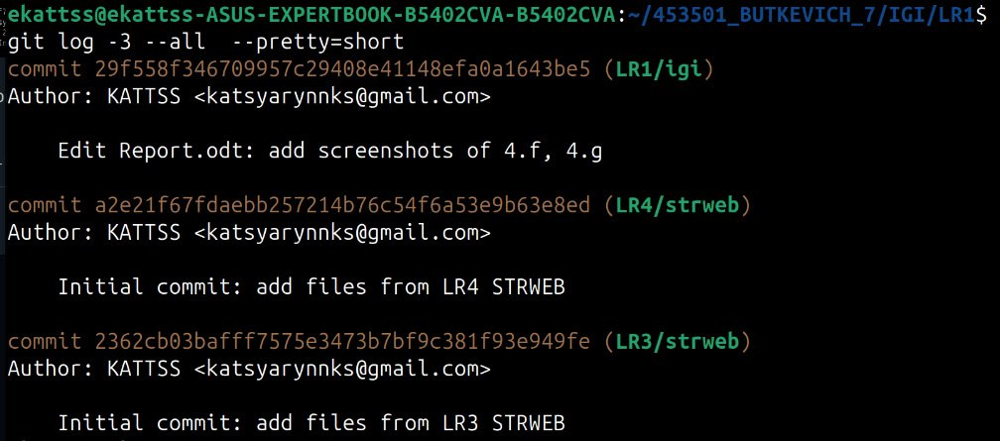 ekattss@ekattss-ASUS-EXPERTBOOK-B5402CVA-B5402CVA:~/453501_BUTKEVICH_7/IGI/LR1$
git log -3 --all  --pretty=short
commit 29f558f346709957c29408e41148efa0a1643be5 (LR1/igi)
Author: KATTSS <katsyarynnks@gmail.com>
Edit Report.odt: add screenshots of 4.f, 4.g
commit a2e21f67fdaebb257214b76c54f6a53e9b63e8ed (LR4/strweb)
Author: KATTSS <katsyarynnks@gmail.com>
Initial commit: add files from LR4 STRWEB
commit 2362cb03bafff7575e3473b7bf9c381f93e949fe (LR3/strweb)
Author: KATTSS <katsyarynnks@gmail.com>
Initial commit: add files from LR3 STRWEB